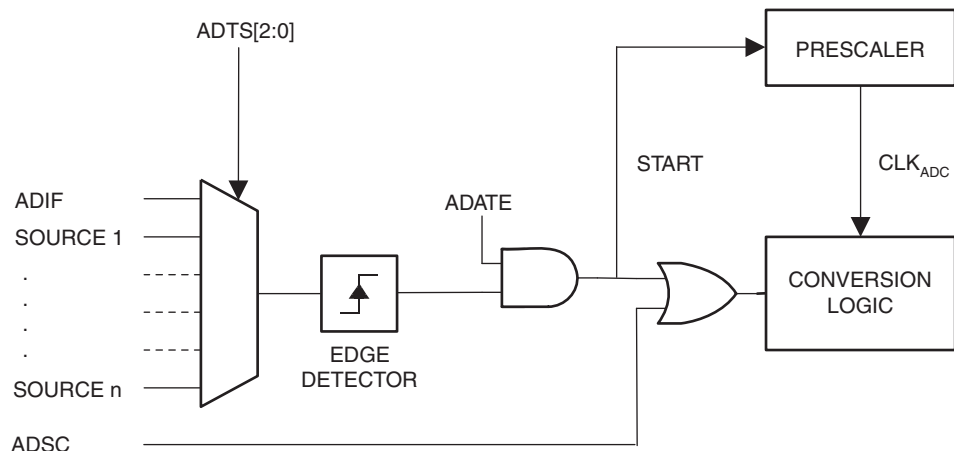 ADTS[2:0]
PRESCALER
START
CLKADC
ADIF
ADATE
SOURCE 1
.
.
.
.
CONVERSION
LOGIC
EDGE
DETECTOR
SOURCE n
ADSC